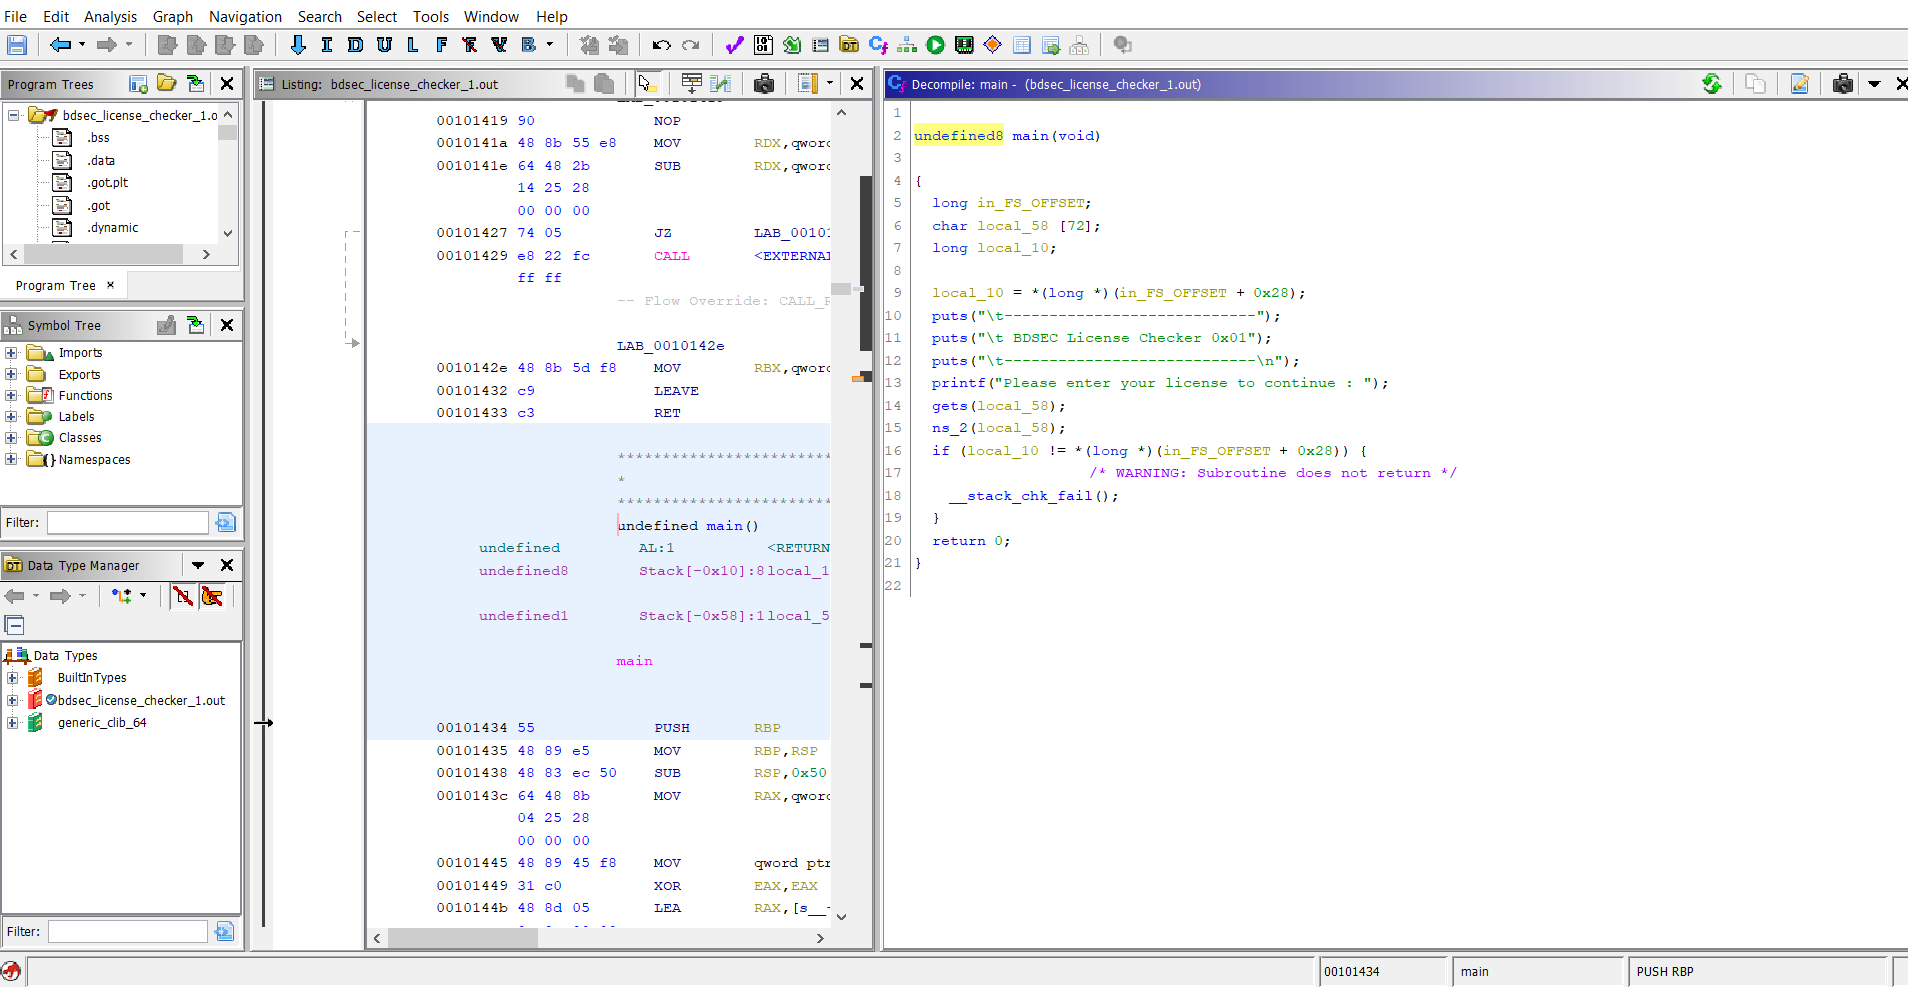 File Edit Analysis Graph Navigation Search Select Tools Window Help
I D U L F B
Program Trees
bdsec_license_checker_1.o
.bss
.data
.got.plt
.got
.dynamic
Program Tree ×
Symbol Tree
Imports
Exports
Functions
Labels
Classes
Namespaces
Filter:
Data Type Manager
Data Types
BuiltInTypes
bdsec_license_checker_1.out
generic_clib_64
Filter:
Listing: bdsec_license_checker_1.out
00101419 90 NOP
0010141a 48 8b 55 e8 MOV RDX,qword
0010141e 64 48 2b SUB RDX,qword
14 25 28
00 00 00
00101427 74 05 JZ LAB_00101
00101429 e8 22 fc CALL <EXTERNAL
ff ff
-- Flow Override: CALL_R
LAB_0010142e
0010142e 48 8b 5d f8 MOV RBX,qword
00101432 c9 LEAVE
00101433 c3 RET
************************
*
************************
undefined main()
undefined AL:1 <RETURN
undefined8 Stack[-0x10]:8 local_1
undefined1 Stack[-0x58]:1 local_5
main
00101434 55 PUSH RBP
00101435 48 89 e5 MOV RBP,RSP
00101438 48 83 ec 50 SUB RSP,0x50
0010143c 64 48 8b MOV RAX,qword
04 25 28
00 00 00
00101445 48 89 45 f8 MOV qword ptr
00101449 31 c0 XOR EAX,EAX
0010144b 48 8d 05 LEA RAX,[s__
Decompile: main - (bdsec_license_checker_1.out)
1
2 undefined8 main(void)
3
4 {
5 long in_FS_OFFSET;
6 char local_58 [72];
7 long local_10;
8
9 local_10 = *(long *)(in_FS_OFFSET + 0x28);
10 puts("\t----------------------------");
11 puts("\t BDSEC License Checker 0x01");
12 puts("\t----------------------------\n");
13 printf("Please enter your license to continue : ");
14 gets(local_58);
15 ns_2(local_58);
16 if (local_10 != *(long *)(in_FS_OFFSET + 0x28)) {
17 /* WARNING: Subroutine does not return */
18 __stack_chk_fail();
19 }
20 return 0;
21 }
22
00101434 main PUSH RBP